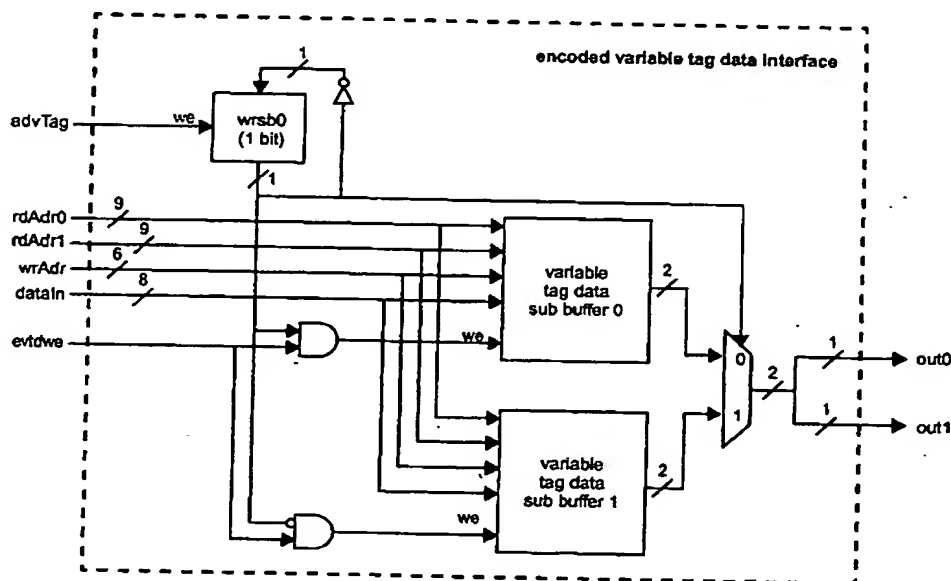 encoded variable tag data interface
1
advTag
we
wrsb0
(1 bit)
1
rdAdr0
9
rdAdr1
9
wrAdr
6
dataIn
8
evtdwe
we
variable
tag data
sub buffer 0
2
0
1
2
1
out0
1
out1
variable
tag data
sub buffer 1
2
we